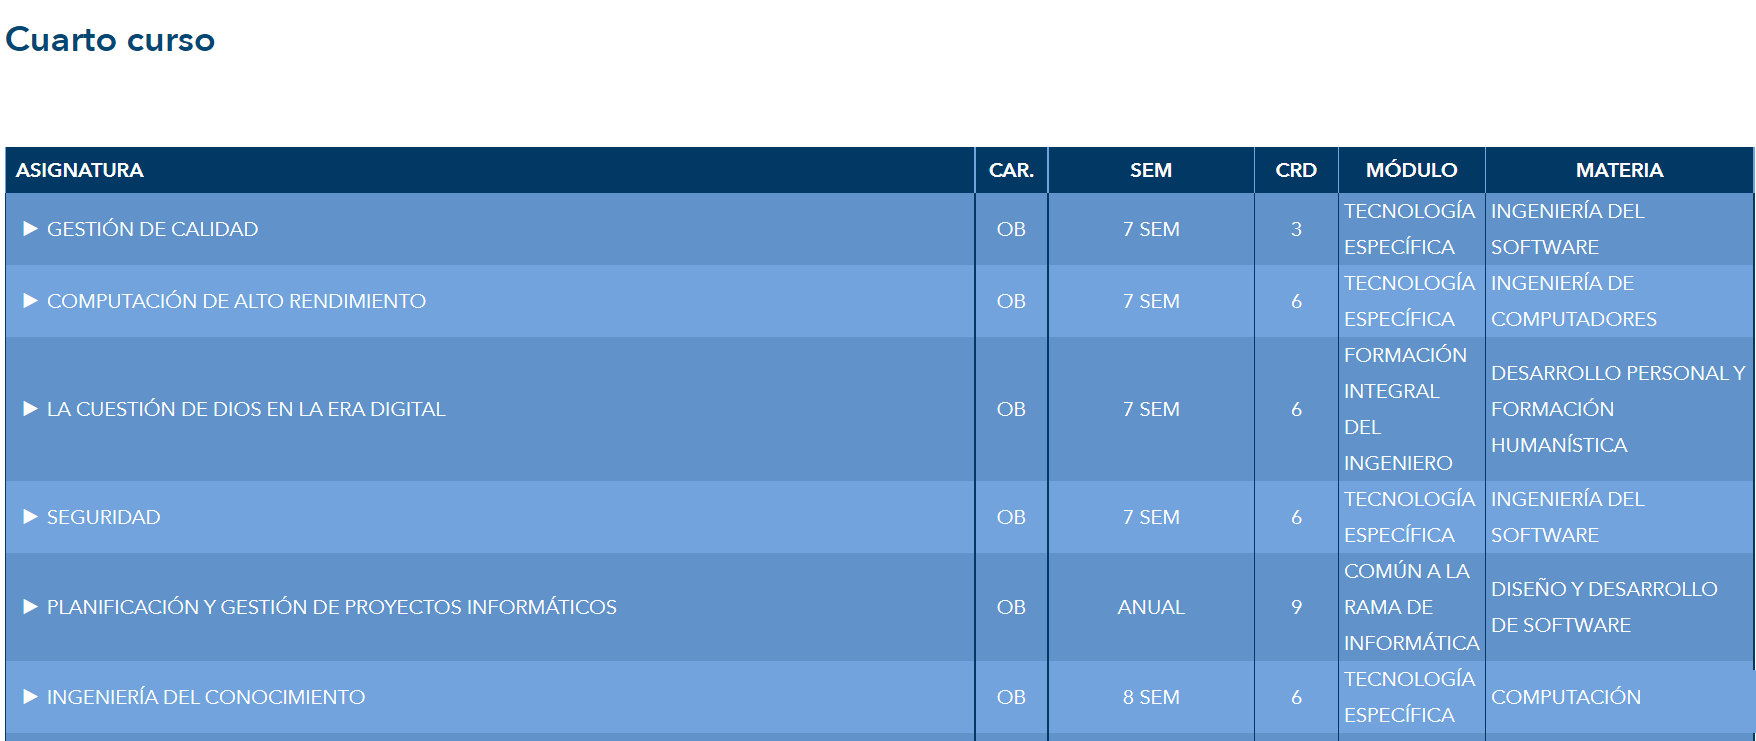 Cuarto curso
ASIGNATURA CAR. SEM CRD MÓDULO MATERIA
► GESTIÓN DE CALIDAD OB 7 SEM 3 TECNOLOGÍA ESPECÍFICA INGENIERÍA DEL SOFTWARE
► COMPUTACIÓN DE ALTO RENDIMIENTO OB 7 SEM 6 TECNOLOGÍA ESPECÍFICA INGENIERÍA DE COMPUTADORES
► LA CUESTIÓN DE DIOS EN LA ERA DIGITAL OB 7 SEM 6 FORMACIÓN INTEGRAL DEL INGENIERO DESARROLLO PERSONAL Y FORMACIÓN HUMANÍSTICA
► SEGURIDAD OB 7 SEM 6 TECNOLOGÍA ESPECÍFICA INGENIERÍA DEL SOFTWARE
► PLANIFICACIÓN Y GESTIÓN DE PROYECTOS INFORMÁTICOS OB ANUAL 9 COMÚN A LA RAMA DE INFORMÁTICA DISEÑO Y DESARROLLO DE SOFTWARE
► INGENIERÍA DEL CONOCIMIENTO OB 8 SEM 6 TECNOLOGÍA ESPECÍFICA COMPUTACIÓN